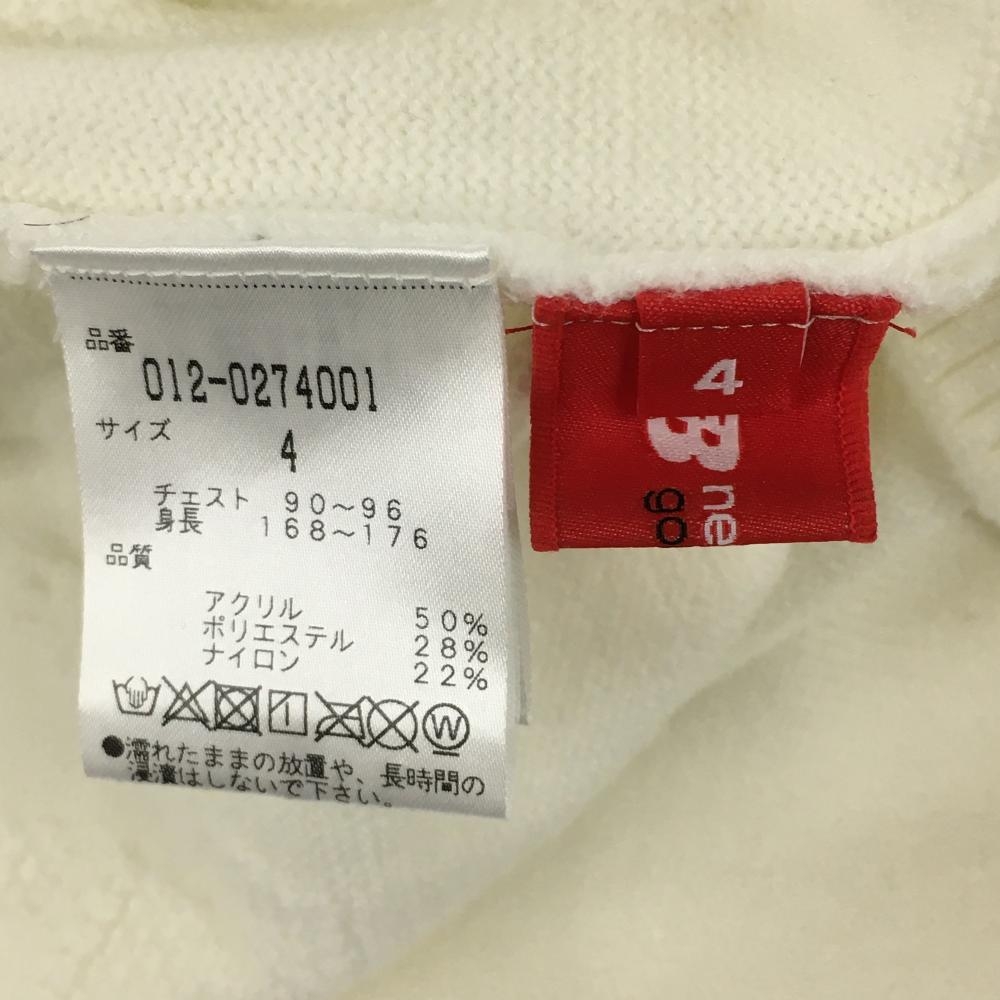 品番
012-0274001
サイズ
4
チェスト 90～96
身長 168～176
品質
アクリル 50%
ポリエステル 28%
ナイロン 22%
W
●濡れたままの放置や、長時間の
浸漬はしないで下さい。
4
ne
go